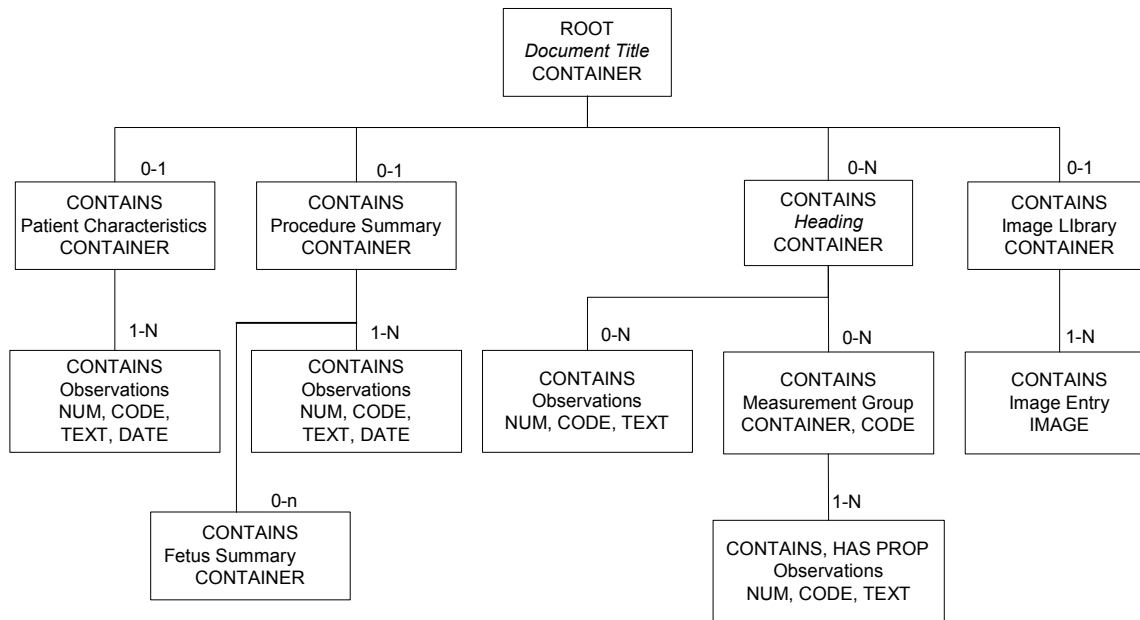 ROOT
Document Title
CONTAINER
0-1
0-1
0-N
0-1
CONTAINS
Patient Characteristics
CONTAINER
CONTAINS
Procedure Summary
CONTAINER
CONTAINS
Heading
CONTAINER
CONTAINS
Image LIbrary
CONTAINER
1-N
1-N
0-N
0-N
1-N
CONTAINS
Observations
NUM, CODE,
TEXT, DATE
CONTAINS
Observations
NUM, CODE,
TEXT, DATE
CONTAINS
Observations
NUM, CODE, TEXT
CONTAINS
Measurement Group
CONTAINER, CODE
CONTAINS
Image Entry
IMAGE
0-n
1-N
CONTAINS
Fetus Summary
CONTAINER
CONTAINS, HAS PROP
Observations
NUM, CODE, TEXT